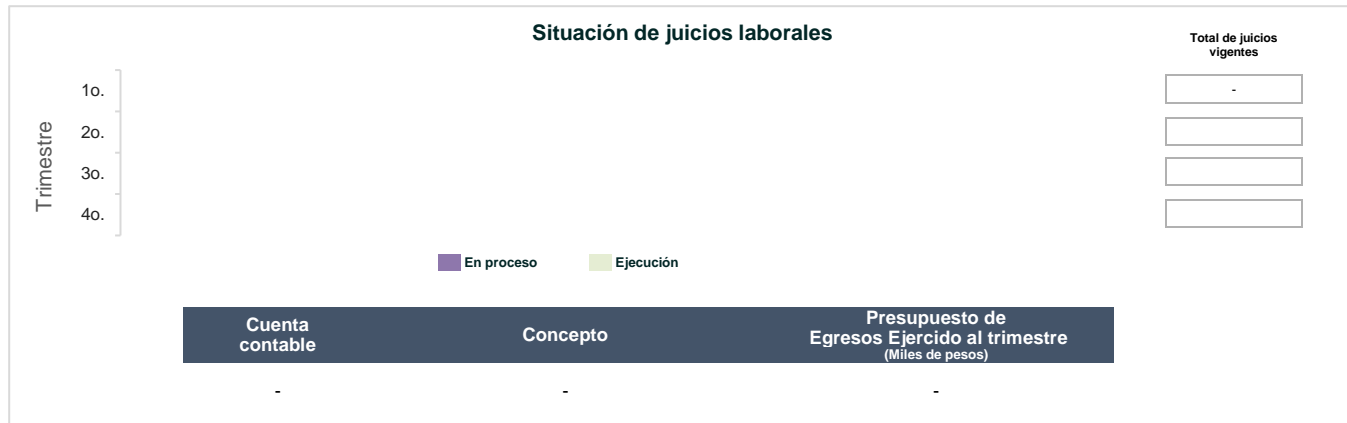 Situación de juicios laborales
Total de juicios
vigentes
Trimestre
1o.
-
2o.
3o.
4o.
En proceso
Ejecución
Cuenta
contable
Concepto
Presupuesto de
Egresos Ejercido al trimestre
(Miles de pesos)
-
-
-